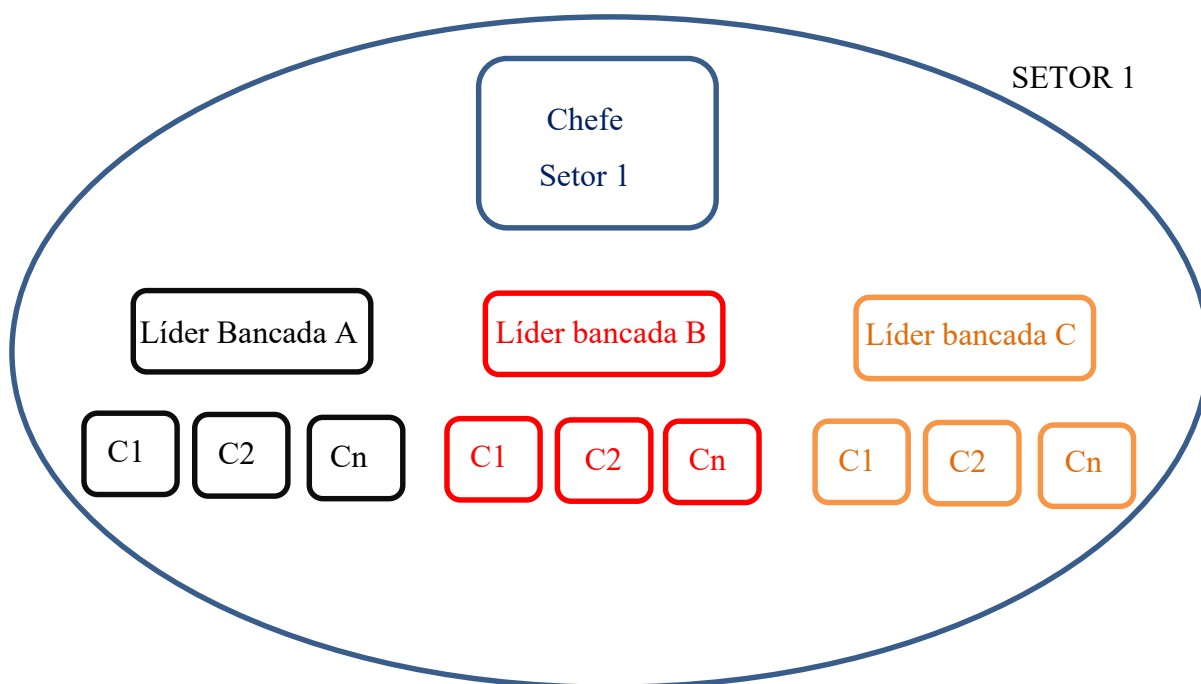 SETOR 1
Chefe
Setor 1
Líder Bancada A
Líder bancada B
Líder bancada C
C1
C2
Cn
C1
C2
Cn
C1
C2
Cn